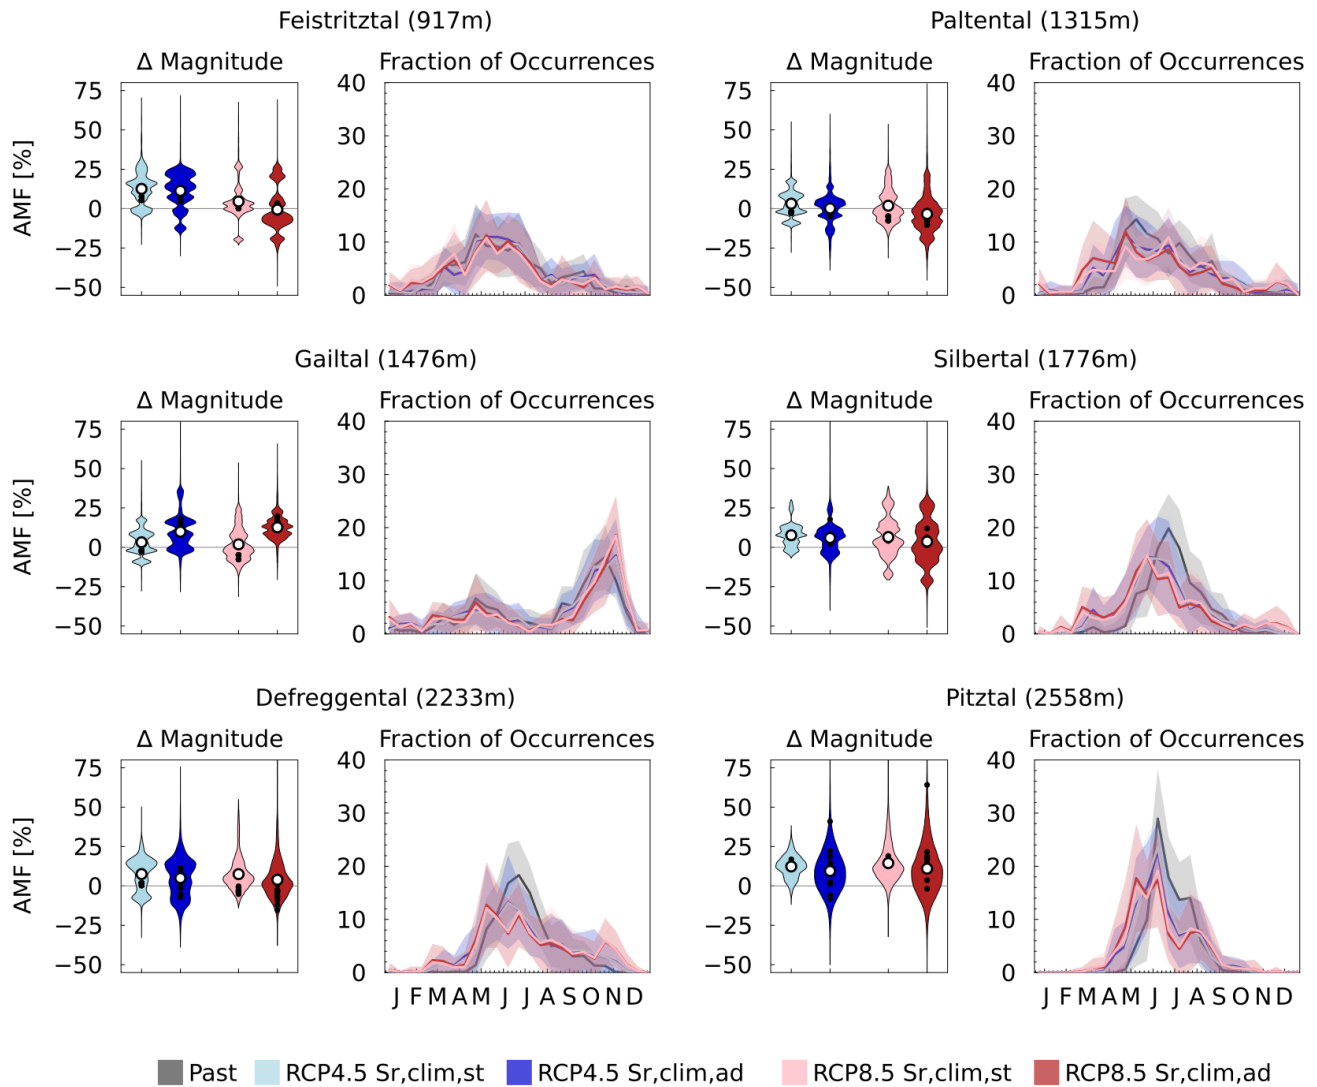 Feistritztal (917m)
Paltental (1315m)
Δ Magnitude
Fraction of Occurrences
Δ Magnitude
Fraction of Occurrences
AMF [%]
75
50
25
0
−25
−50
40
30
20
10
0
75
50
25
0
−25
−50
40
30
20
10
0
Gailtal (1476m)
Silbertal (1776m)
Δ Magnitude
Fraction of Occurrences
Δ Magnitude
Fraction of Occurrences
AMF [%]
75
50
25
0
−25
−50
40
30
20
10
0
75
50
25
0
−25
−50
40
30
20
10
0
Defreggental (2233m)
Pitztal (2558m)
Δ Magnitude
Fraction of Occurrences
Δ Magnitude
Fraction of Occurrences
AMF [%]
75
50
25
0
−25
−50
40
30
20
10
0
J F M A M J J A S O N D
75
50
25
0
−25
−50
40
30
20
10
0
J F M A M J J A S O N D
Past RCP4.5 Sr,clim,st RCP4.5 Sr,clim,ad RCP8.5 Sr,clim,st RCP8.5 Sr,clim,ad